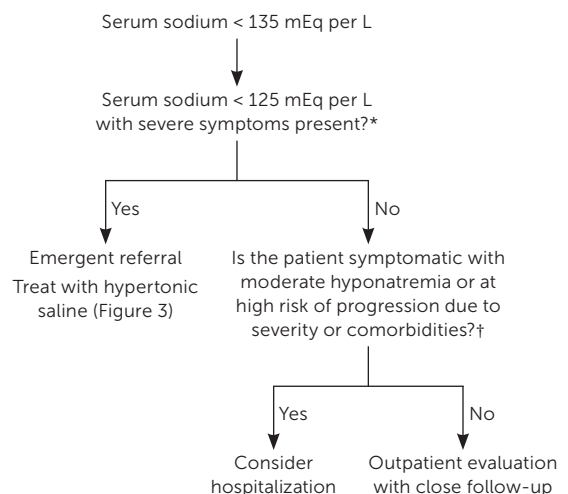 Serum sodium < 135 mEq per L
Serum sodium < 125 mEq per L
with severe symptoms present?*
Yes
No
Emergent referral
Treat with hypertonic
saline (Figure 3)
Is the patient symptomatic with
moderate hyponatremia or at
high risk of progression due to
severity or comorbidities?†
Yes
No
Consider
hospitalization
Outpatient evaluation
with close follow-up